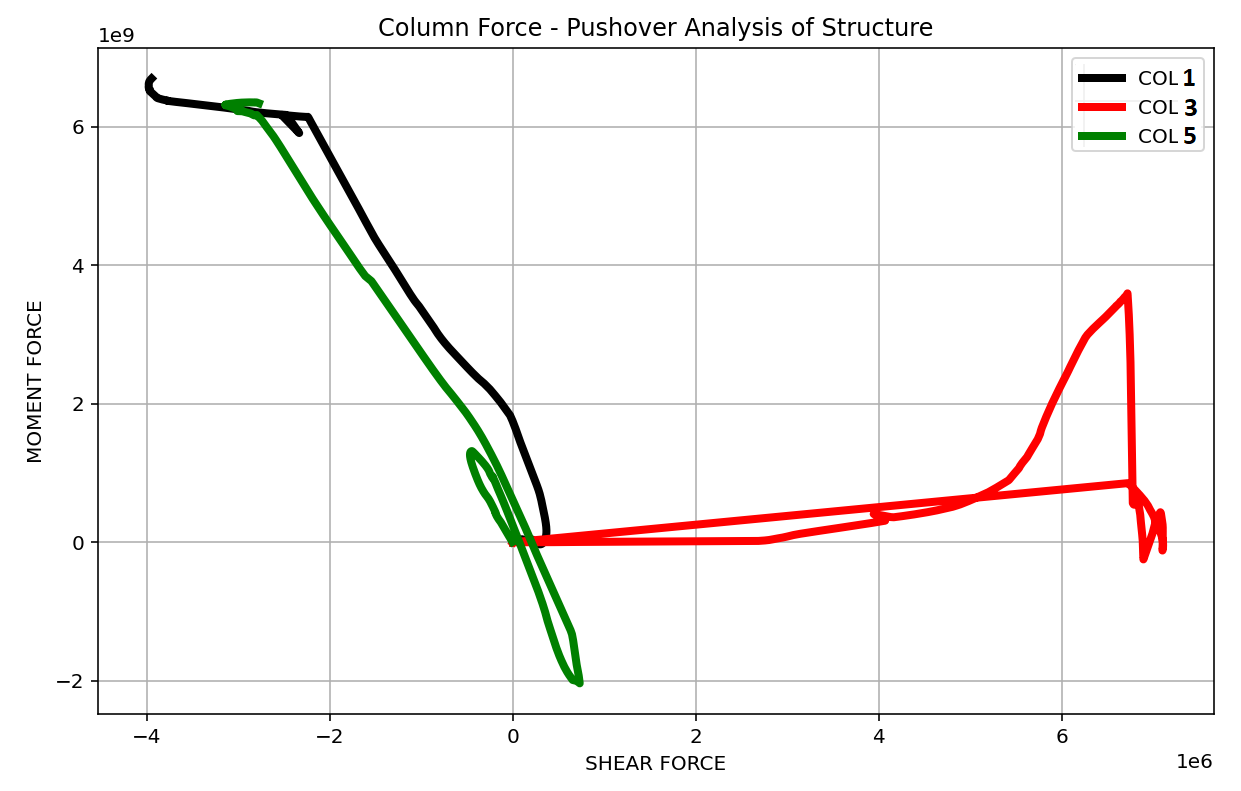 Column Force - Pushover Analysis of Structure
1e9
COL 1
COL 3
COL 5
6
4
2
0
−2
MOMENT FORCE
−4
−2
0
2
4
6
1e6
SHEAR FORCE